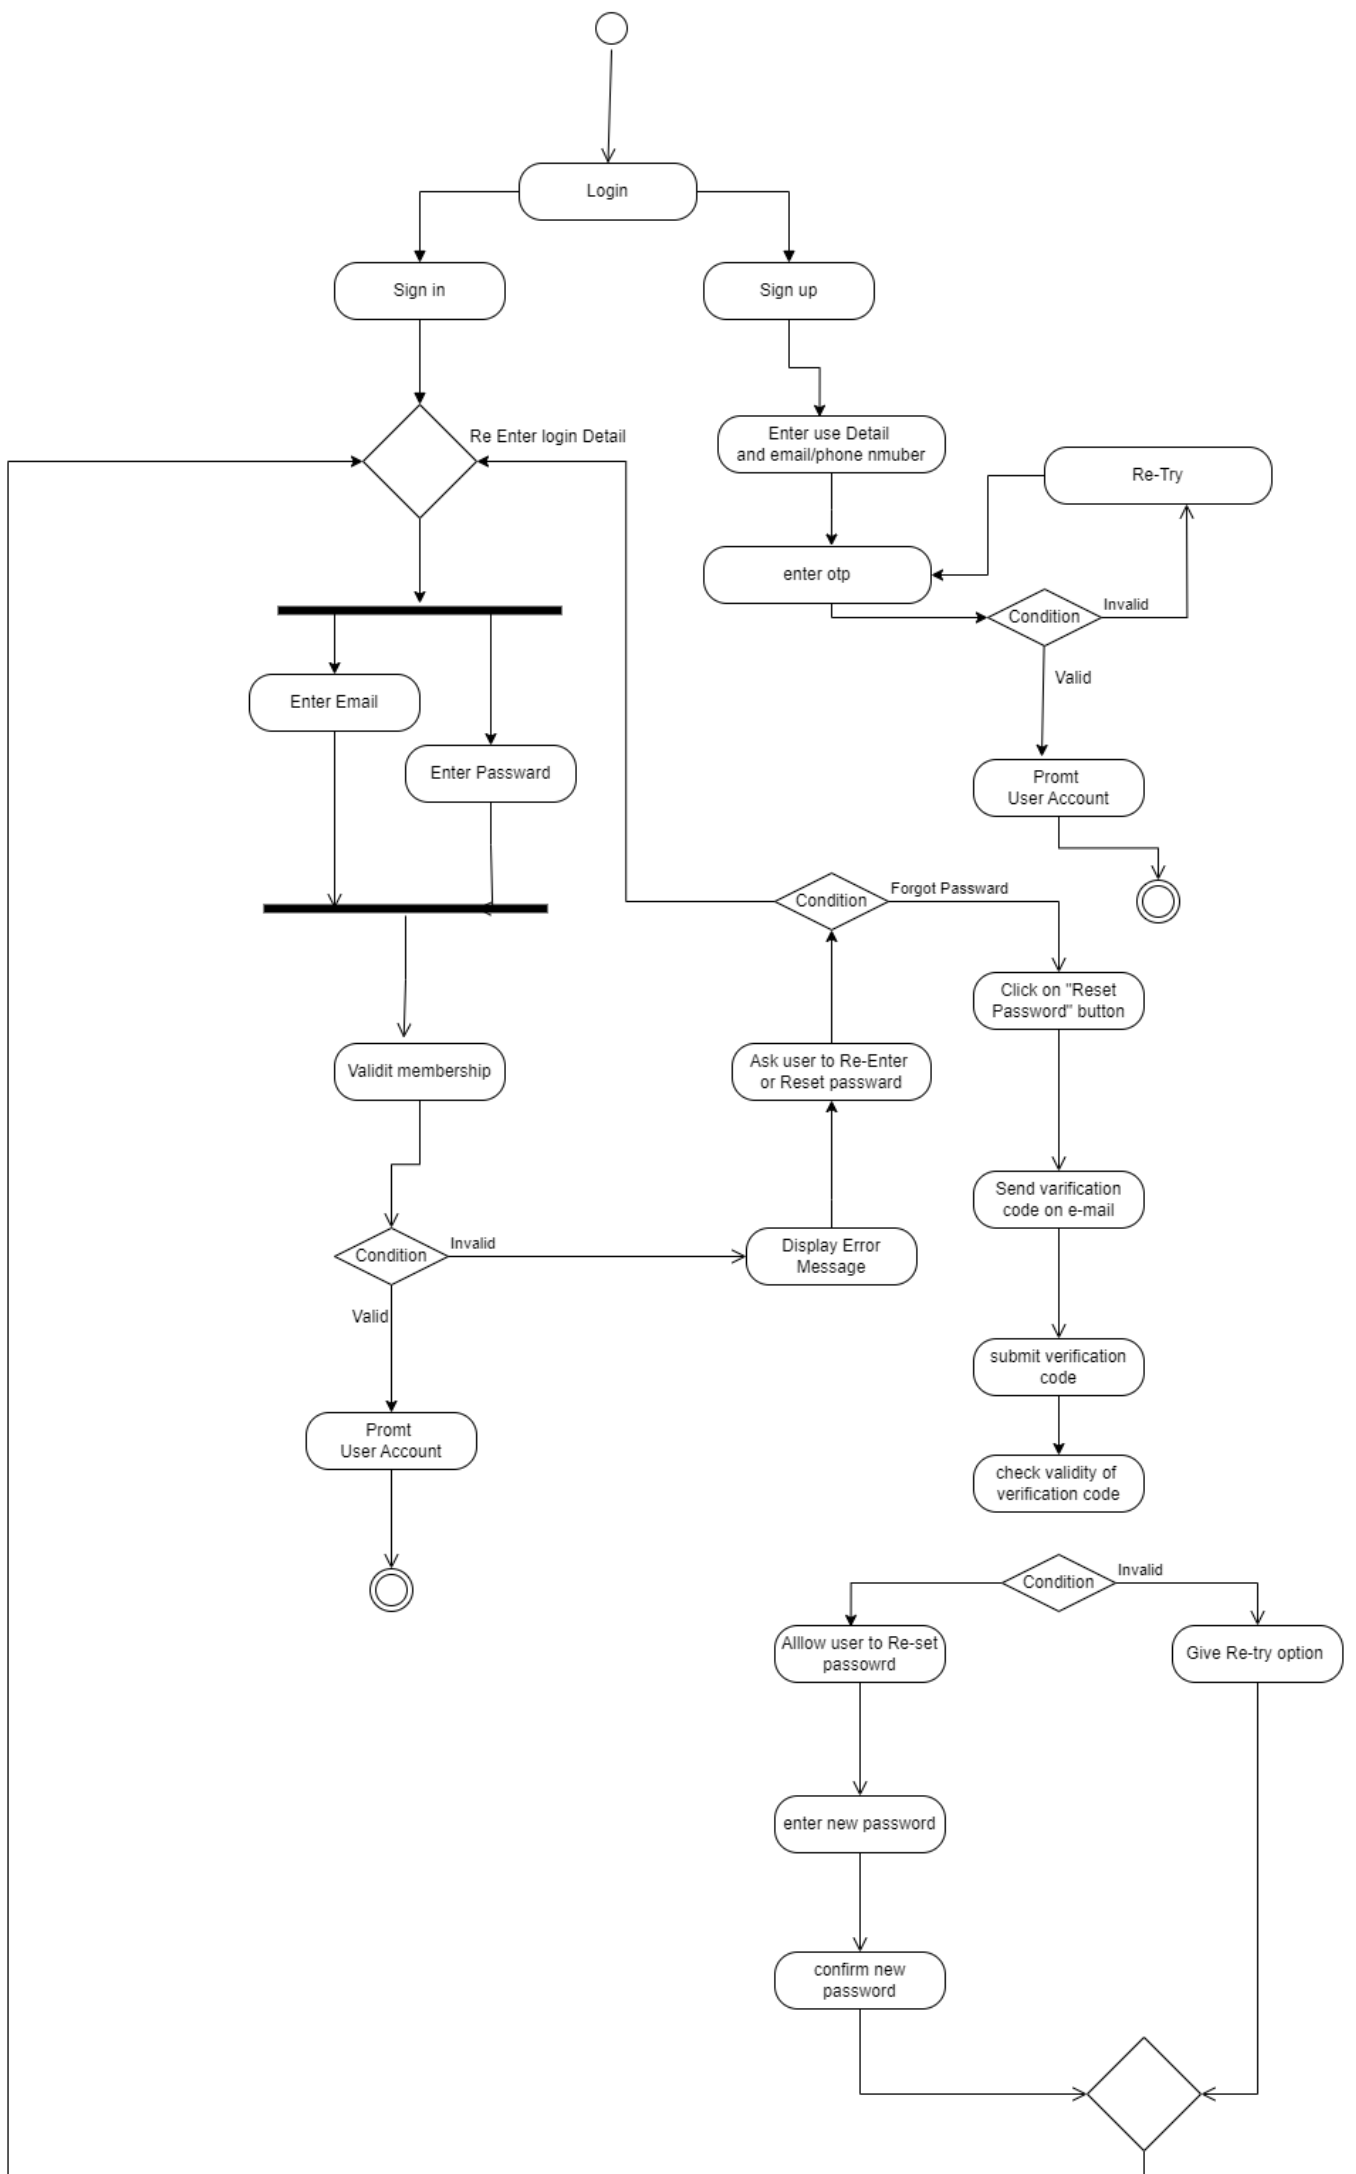 Login
Sign in
Sign up
Re Enter login Detail
Enter use Detail
and email/phone nmuber
Re-Try
enter otp
Condition
Invalid
Valid
Enter Email
Enter Passward
Promt
User Account
Condition
Forgot Password
Click on "Reset
Password" button
Validit membership
Ask user to Re-Enter
or Reset passward
Send varification
code on e-mail
Condition
Invalid
Display Error
Message
Valid
submit verification
code
Promt
User Account
check validity of
verification code
Condition
Invalid
Alllow user to Re-set
passowrd
Give Re-try option
enter new password
confirm new
password